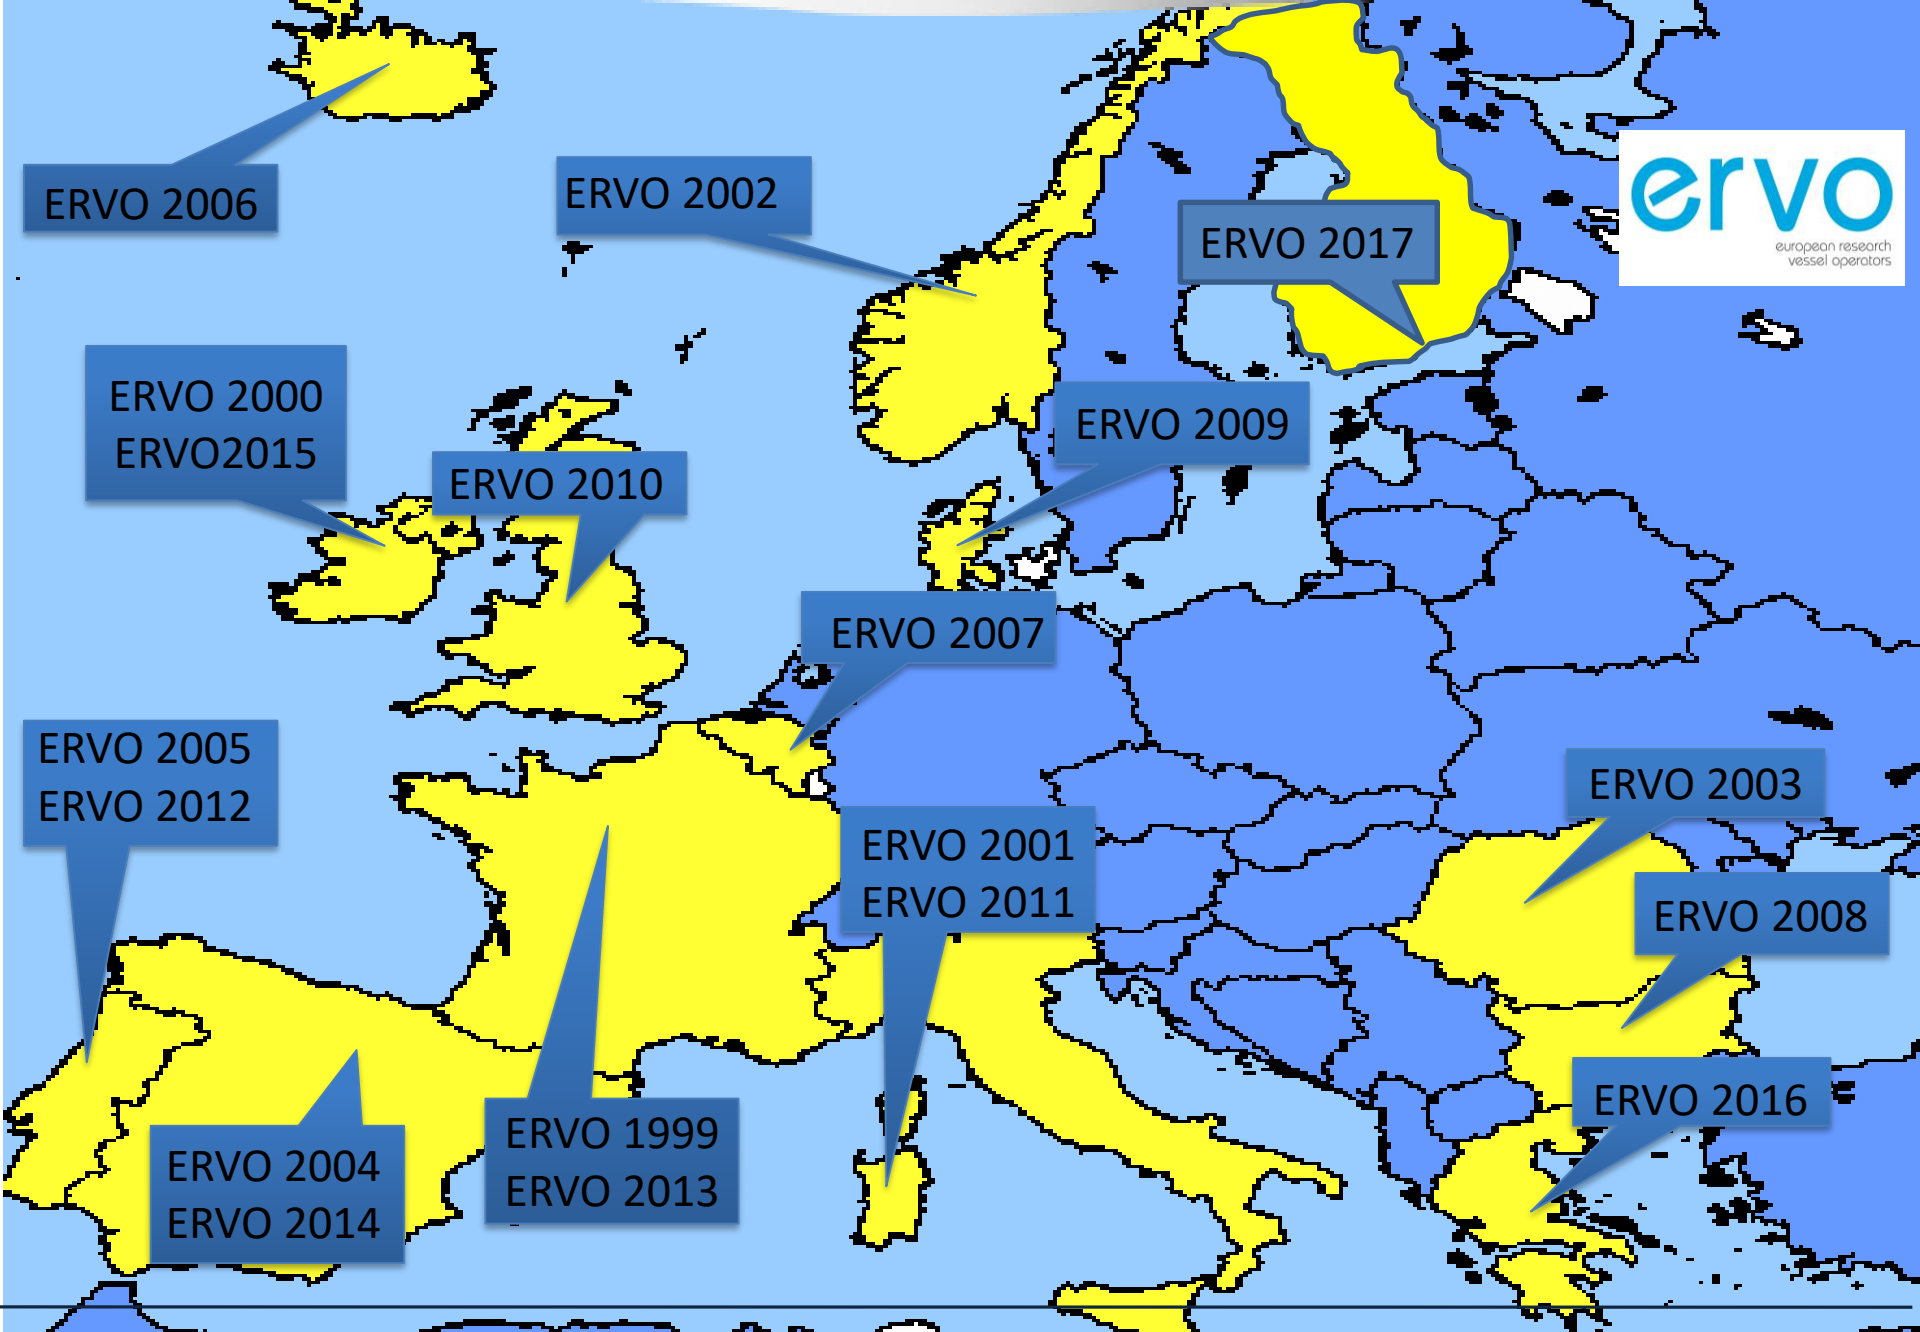 ERVO 2006
ERVO 2002
ERVO 2017
ervo
european research
vessel operators
ERVO 2000
ERVO2015
ERVO 2010
ERVO 2009
ERVO 2007
ERVO 2005
ERVO 2012
ERVO 2001
ERVO 2011
ERVO 2003
ERVO 2008
ERVO 2016
ERVO 2004
ERVO 2014
ERVO 1999
ERVO 2013